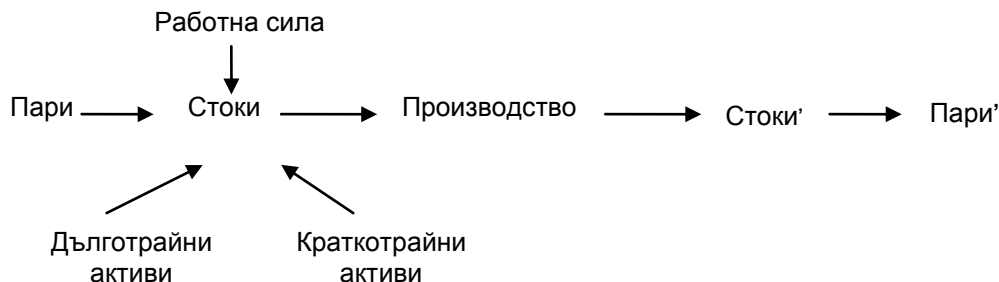 Работна сила
Пари
Стоки
Производство
Стоки’
Пари’
Дълготрайни
активи
Краткотрайни
активи